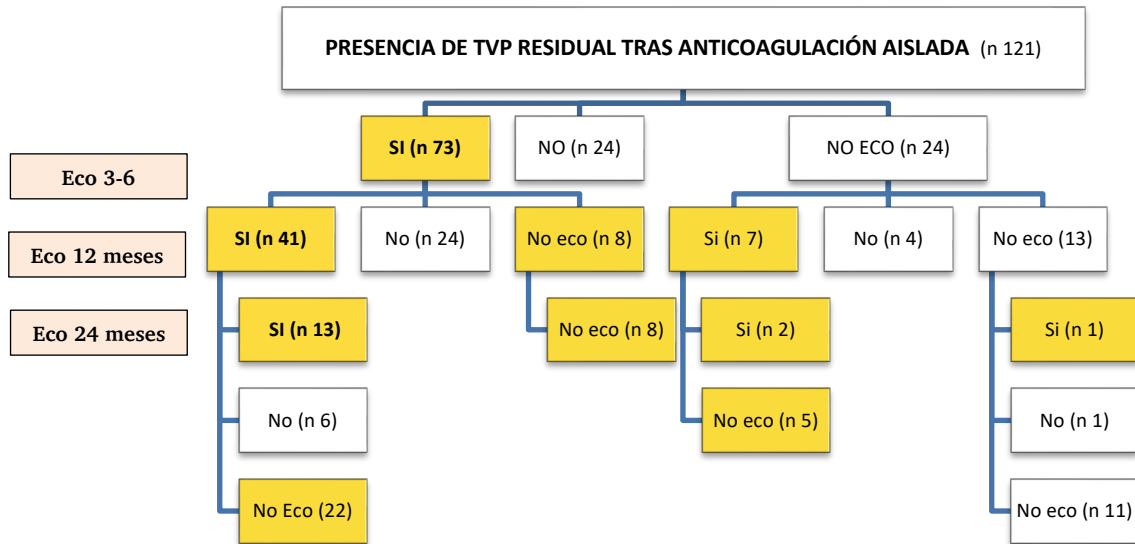 PRESENCIA DE TVP RESIDUAL TRAS ANTICOAGULACIÓN AISLADA (n 121)
SI (n 73)
NO (n 24)
NO ECO (n 24)
Eco 3-6
SI (n 41)
No (n 24)
No eco (n 8)
Si (n 7)
No (n 4)
No eco (13)
Eco 12 meses
SI (n 13)
No eco (n 8)
Si (n 2)
Si (n 1)
Eco 24 meses
No (n 6)
No eco (n 5)
No (n 1)
No Eco (22)
No eco (n 11)